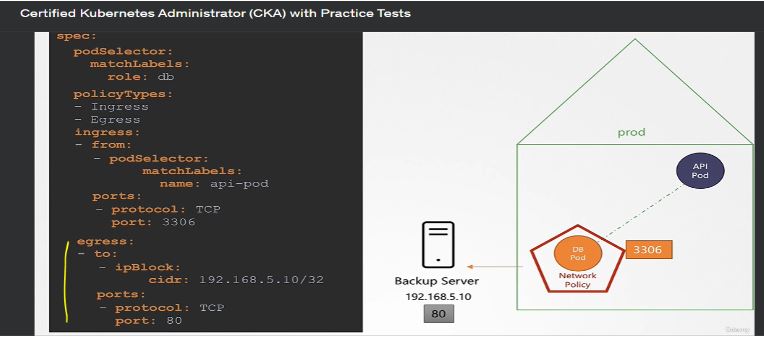 Certified Kubernetes Administrator (CKA) with Practice Tests
spec:
podSelector:
matchLabels:
role: db
policyTypes:
- Ingress
- Egress
ingress:
- from:
- podSelector:
matchLabels:
name: api-pod
ports:
- protocol: TCP
port: 3306
egress:
- to:
- ipBlock:
cidr: 192.168.5.10/32
ports:
- protocol: TCP
port: 80
prod
API
Pod
DB
Pod
3306
Network
Policy
Backup Server
192.168.5.10
80
Udemy